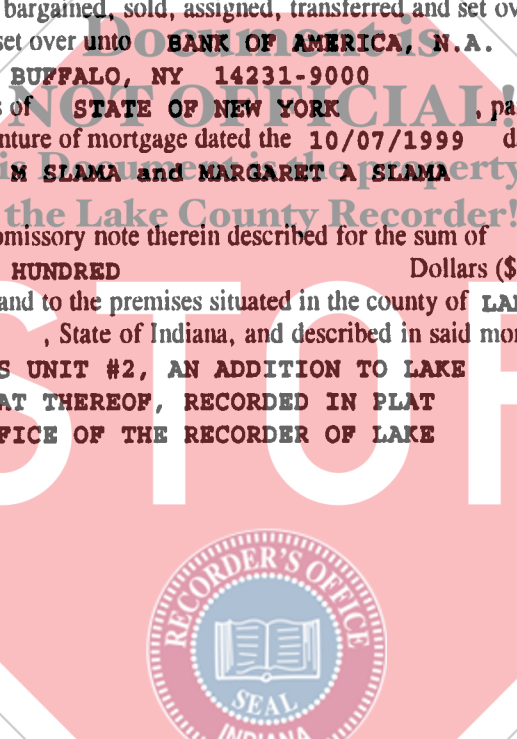 bargained, sold, assigned, transferred and set ov
set over unto BANK OF AMERICA, N.A.
Document is
BUFFALO, NY 14231-9000
s of STATE OF NEW YORK , pa
NOT OFFICIAL!
enture of mortgage dated the 10/07/1999 d
is Document is the property
M SLAMA and MARGARET A SLAMA
the Lake County Recorder!
omissory note therein described for the sum of
HUNDRED Dollars ($
and to the premises situated in the county of LA
, State of Indiana, and described in said mor
S UNIT #2, AN ADDITION TO LAKE
AT THEREOF, RECORDED IN PLAT
FICE OF THE RECORDER OF LAKE
STOP
RECORDER'S OFFICE
SEAL
INDIANA